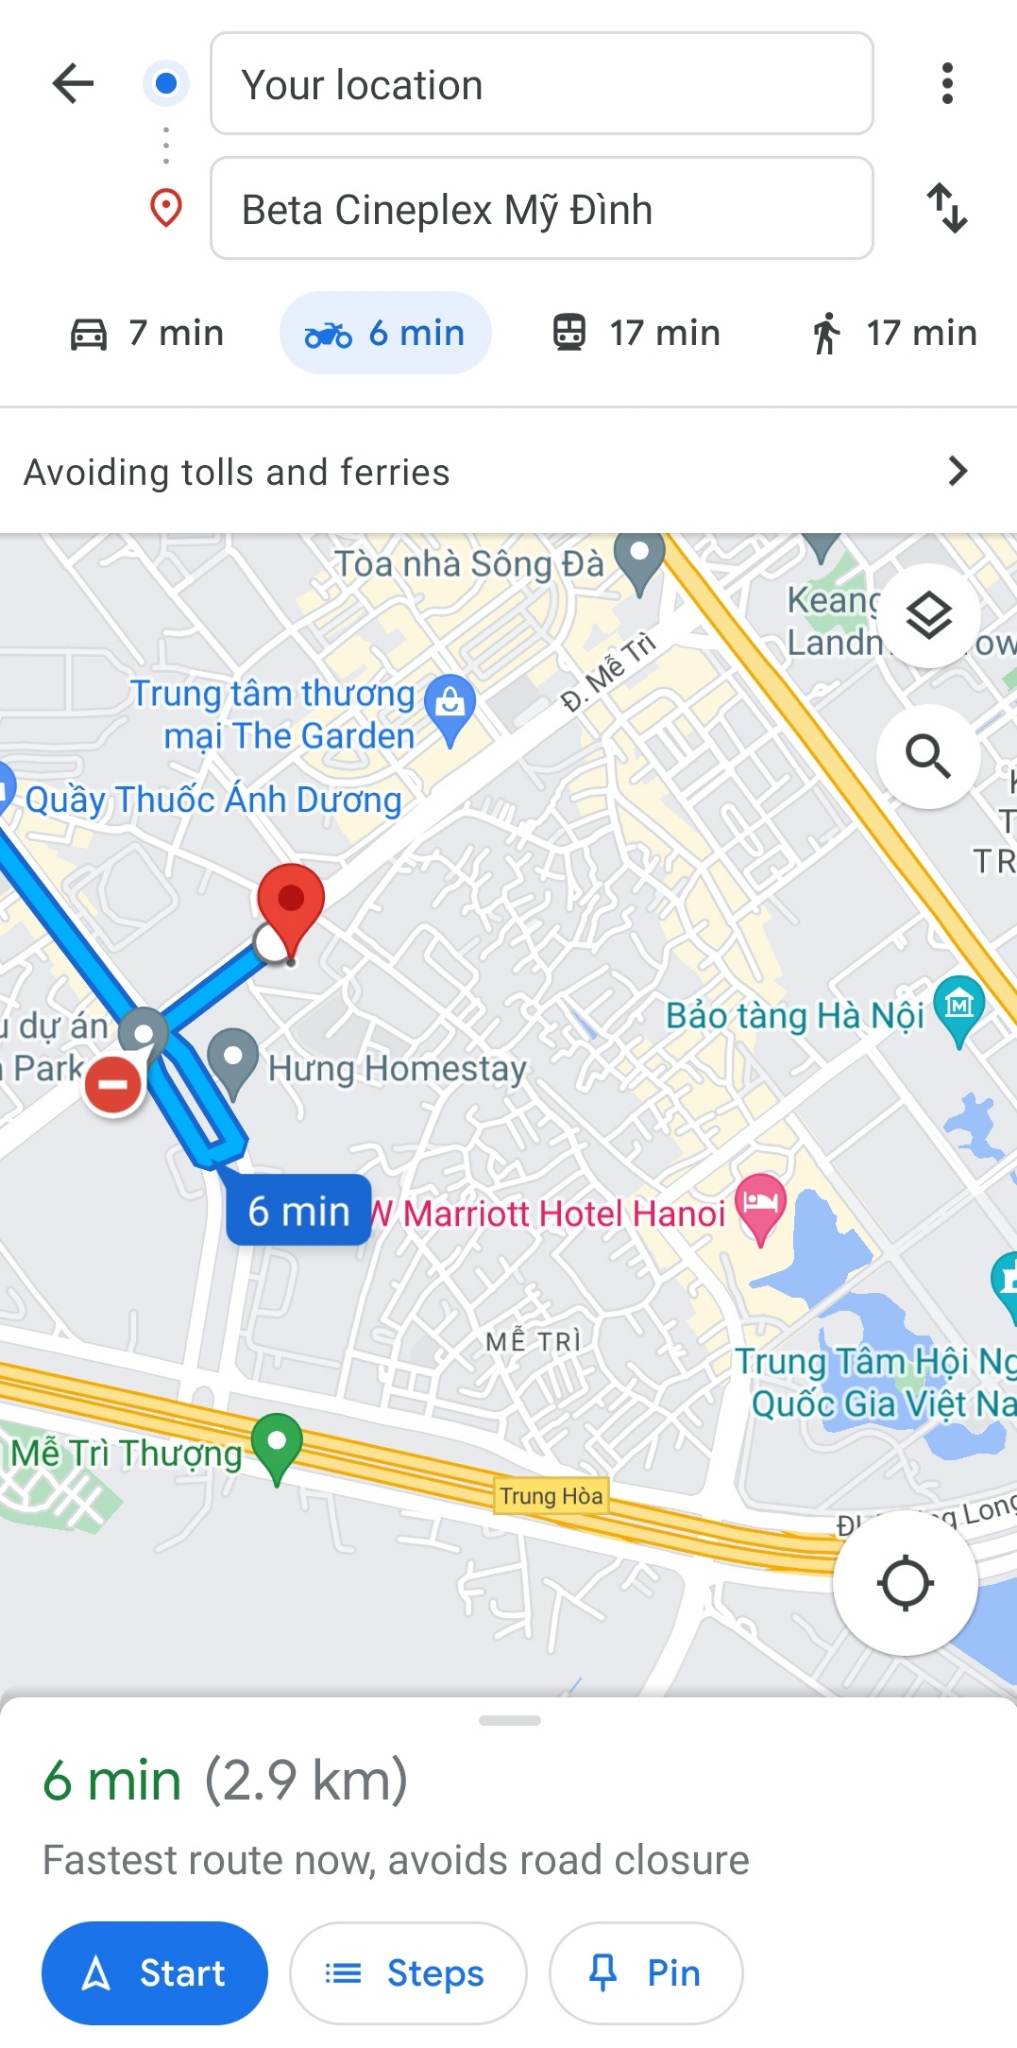 Your location
Beta Cineplex Mỹ Đình
7 min
6 min
17 min
17 min
Avoiding tolls and ferries
Tòa nhà Sông Đà
Keang
Landn
ow
Đ. Mễ Trì
Trung tâm thương
mại The Garden
Quầy Thuốc Ánh Dương
T
TR
Bảo tàng Hà Nội
dự án
Park
Hưng Homestay
6 min
W Marriott Hotel Hanoi
MỄ TRÌ
Trung Tâm Hội Ng
Quốc Gia Việt Na
Mễ Trì Thượng
Trung Hòa
g Long
6 min (2.9 km)
Fastest route now, avoids road closure
Start
Steps
Pin